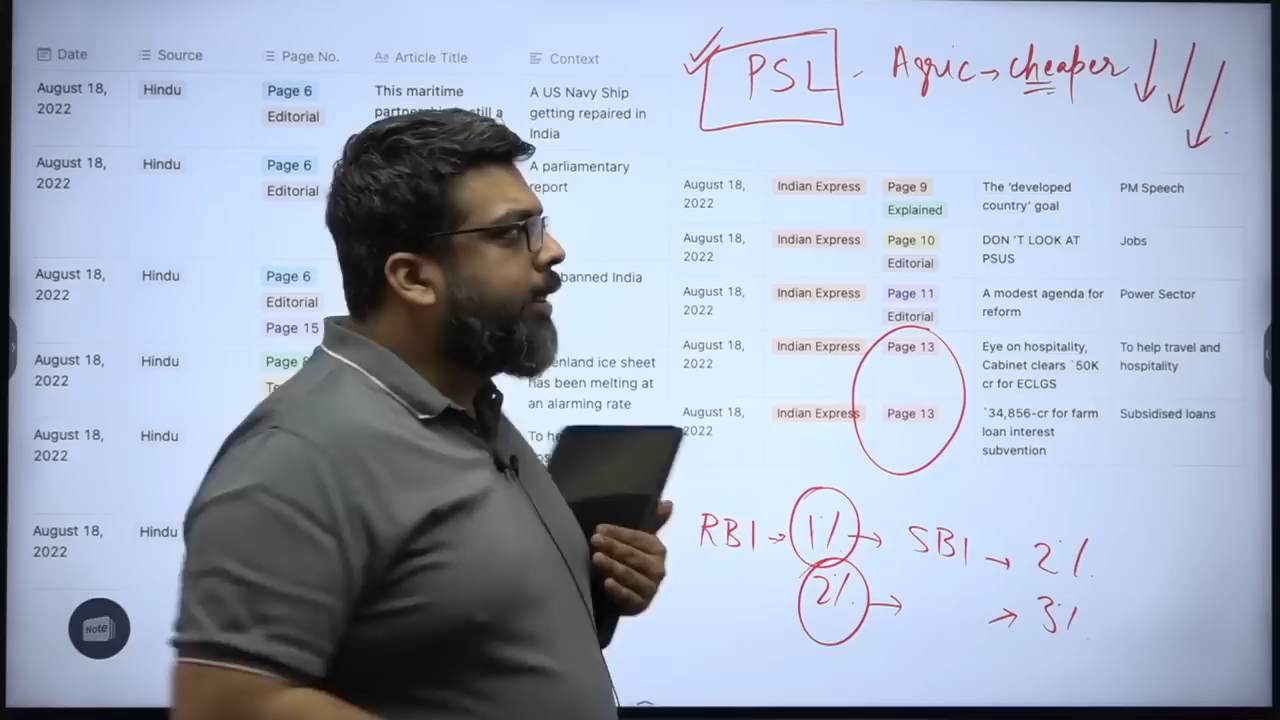 Date Source Page No. Aa Article Title Context
August 18, 2022
Hindu
Page 6
Editorial
This maritime
still a
A US Navy Ship
getting repaired in
India
August 18, 2022
Hindu
Page 6
Editorial
A parliamentary
report
August 18, 2022
Hindu
Page 6
Editorial
Page 15
banned India
August 18, 2022
Hindu
ice sheet
has been melting at
an alarming rate
August 18, 2022
Hindu
August 18, 2022
Hindu
Note
PSL - Agric → cheaper
August 18, 2022
Indian Express
Page 9
Explained
The ‘developed
country’ goal
PM Speech
August 18, 2022
Indian Express
Page 10
Editorial
DON ’T LOOK AT
PSUS
Jobs
August 18, 2022
Indian Express
Page 11
Editorial
A modest agenda for
reform
Power Sector
August 18, 2022
Indian Express
Page 13
Eye on hospitality,
Cabinet clears `50K
cr for ECLGS
To help travel and
hospitality
August 18, 2022
Indian Express
Page 13
`34,856-cr for farm
loan interest
subvention
Subsidised loans
RBI → 1% → SBI → 2%
2% → → 3%